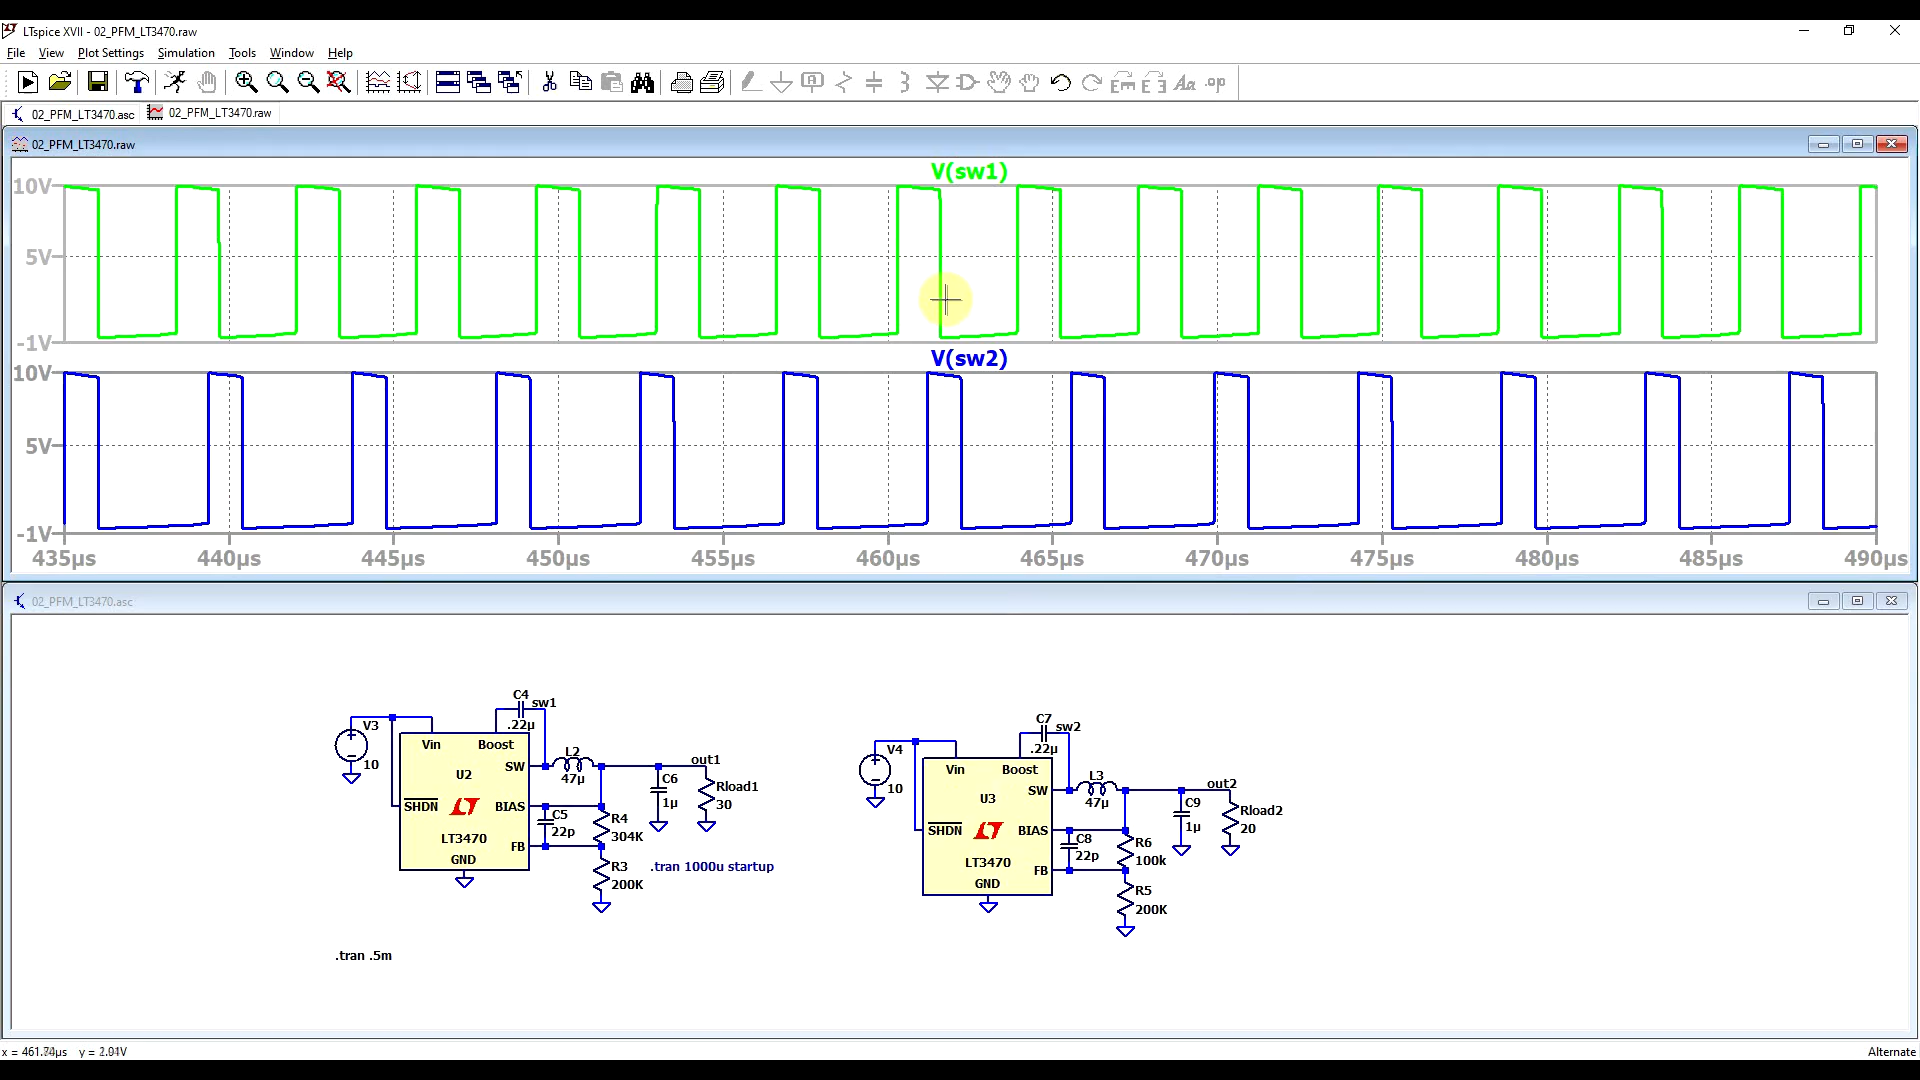 LTspice XVII - 02_PFM_LT3470.raw
File View Plot Settings Simulation Tools Window Help
02_PFM_LT3470.asc 02_PFM_LT3470.raw
02_PFM_LT3470.raw
V(sw1)
10V
5V
-1V
V(sw2)
10V
5V
-1V
435µs 440µs 445µs 450µs 455µs 460µs 465µs 470µs 475µs 480µs 485µs 490µs
02_PFM_LT3470.asc
C4 sw1
.22µ
V3
10
Vin Boost
U2
SW
SHDN BIAS
LT3470
FB
GND
L2
47µ
C5
22p
R4
304K
R3
200K
C6
1µ
out1
Rload1
30
.tran 1000u startup
.tran .5m
C7 sw2
.22µ
V4
10
Vin Boost
U3
SW
SHDN BIAS
LT3470
FB
GND
L3
47µ
C8
22p
R6
100k
R5
200K
C9
1µ
out2
Rload2
20
Alternate